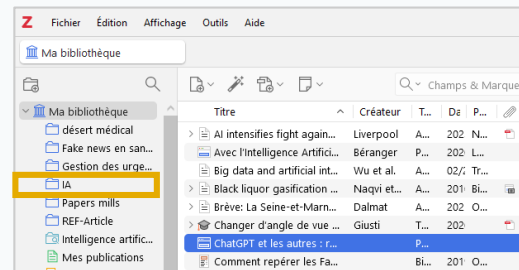 Z Fichier Édition Affichage Outils Aide
Ma bibliothèque
Champs & Marque
Ma bibliothèque
désert médical
Fake news en san...
Gestion des urge...
IA
Papers mills
REF-Article
Intelligence artific...
Mes publications
Titre Créateur T... Da P...
AI intensifies fight again... Liverpool A... 202 N...
Avec l'Intelligence Artifici... Béranger P... 202 L...
Big data and artificial int... Wu et al. A... 02/ Tr...
Black liquor gasification ... Naqvi et... A... 201 Bi...
Brève: La Seine-et-Marn... Dalmat A... 202 O...
Changer d'angle de vue ... Giusti T... 202
ChatGPT et les autres : r... P...
Comment repérer les Fa... Bi... 201 O...